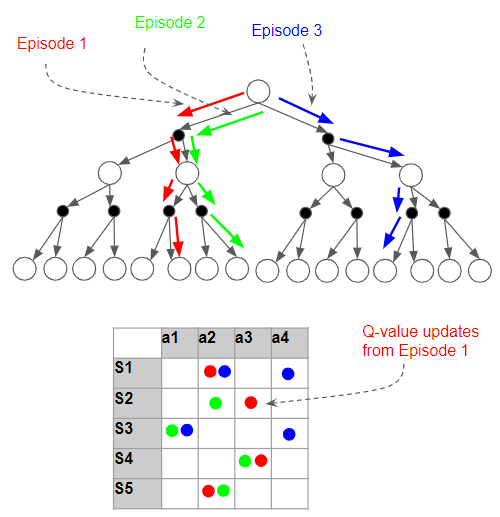 Episode 1
Episode 2
Episode 3
Q-value updates
from Episode 1
a1 a2 a3 a4
S1
S2
S3
S4
S5